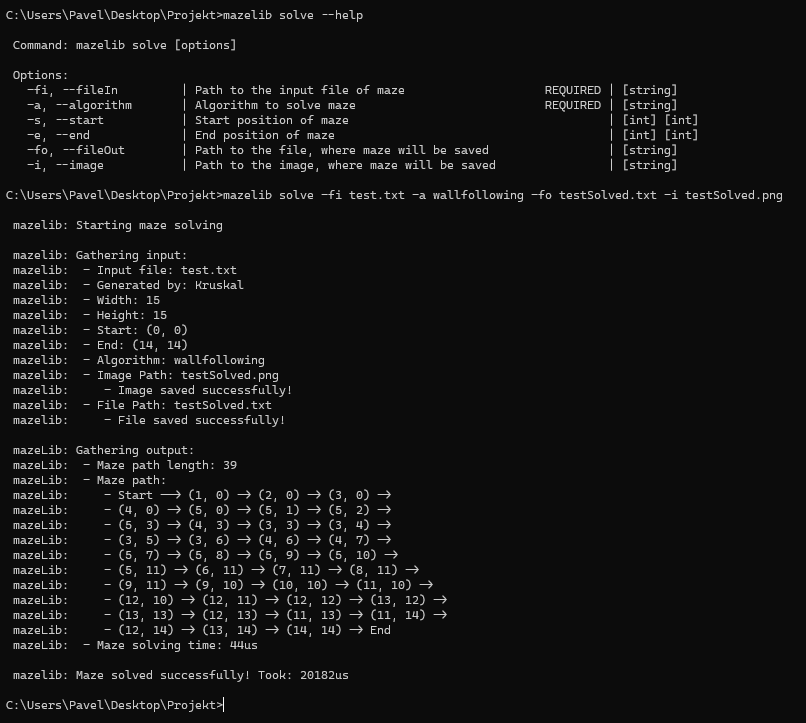 C:\Users\Pavel\Desktop\Projekt>mazelib solve --help
Command: mazelib solve [options]
Options:
-fi, --fileIn | Path to the input file of maze REQUIRED | [string]
-a, --algorithm | Algorithm to solve maze REQUIRED | [string]
-s, --start | Start position of maze | [int] [int]
-e, --end | End position of maze | [int] [int]
-fo, --fileOut | Path to the file, where maze will be saved | [string]
-i, --image | Path to the image, where maze will be saved | [string]
C:\Users\Pavel\Desktop\Projekt>mazelib solve -fi test.txt -a wallfollowing -fo testSolved.txt -i testSolved.png
mazelib: Starting maze solving
mazelib: Gathering input:
mazelib: - Input file: test.txt
mazelib: - Generated by: Kruskal
mazelib: - Width: 15
mazelib: - Height: 15
mazelib: - Start: (0, 0)
mazelib: - End: (14, 14)
mazelib: - Algorithm: wallfollowing
mazelib: - Image Path: testSolved.png
mazelib: - Image saved successfully!
mazelib: - File Path: testSolved.txt
mazelib: - File saved successfully!
mazeLib: Gathering output:
mazeLib: - Maze path length: 39
mazeLib: - Maze path:
mazeLib: - Start --> (1, 0) -> (2, 0) -> (3, 0) ->
mazeLib: - (4, 0) -> (5, 0) -> (5, 1) -> (5, 2) ->
mazeLib: - (5, 3) -> (4, 3) -> (3, 3) -> (3, 4) ->
mazeLib: - (3, 5) -> (3, 6) -> (4, 6) -> (4, 7) ->
mazeLib: - (5, 7) -> (5, 8) -> (5, 9) -> (5, 10) ->
mazeLib: - (5, 11) -> (6, 11) -> (7, 11) -> (8, 11) ->
mazeLib: - (9, 11) -> (9, 10) -> (10, 10) -> (11, 10) ->
mazeLib: - (12, 10) -> (12, 11) -> (12, 12) -> (13, 12) ->
mazeLib: - (13, 13) -> (12, 13) -> (11, 13) -> (11, 14) ->
mazeLib: - (12, 14) -> (13, 14) -> (14, 14) -> End
mazeLib: - Maze solving time: 44us
mazelib: Maze solved successfully! Took: 20182us
C:\Users\Pavel\Desktop\Projekt>